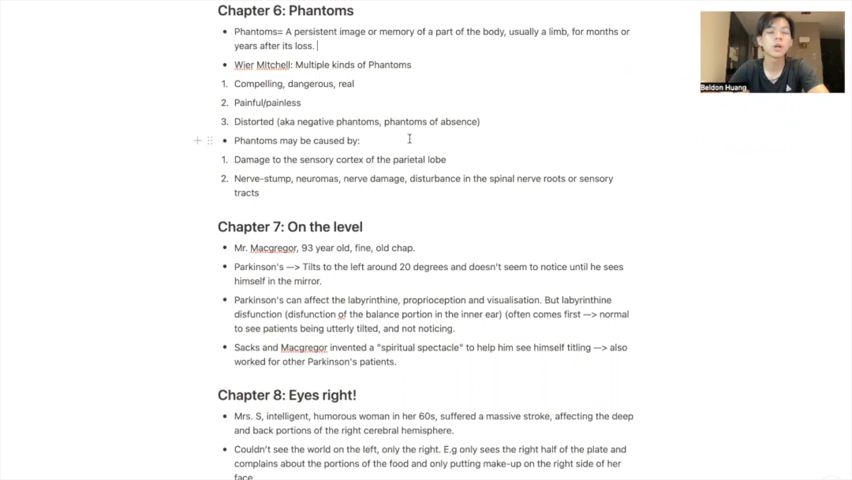 Chapter 6: Phantoms
Phantoms= A persistent image or memory of a part of the body, usually a limb, for months or
years after its loss.
Wier MItchell: Multiple kinds of Phantoms
1. Compelling, dangerous, real
2. Painful/painless
3. Distorted (aka negative phantoms, phantoms of absence)
Phantoms may be caused by:
1. Damage to the sensory cortex of the parietal lobe
2. Nerve-stump, neuromas, nerve damage, disturbance in the spinal nerve roots or sensory
tracts
Chapter 7: On the level
Mr. Macgregor, 93 year old, fine, old chap.
Parkinson's —> Tilts to the left around 20 degrees and doesn't seem to notice until he sees
himself in the mirror.
Parkinson's can affect the labyrinthine, proprioception and visualisation. But labyrinthine
disfunction (disfunction of the balance portion in the inner ear) (often comes first —> normal
to see patients being utterly tilted, and not noticing.
Sacks and Macgregor invented a "spiritual spectacle" to help him see himself titling —> also
worked for other Parkinson's patients.
Chapter 8: Eyes right!
Mrs. S, intelligent, humorous woman in her 60s, suffered a massive stroke, affecting the deep
and back portions of the right cerebral hemisphere.
Couldn't see the world on the left, only the right. E.g only sees the right half of the plate and
complains about the portions of the food and only putting make-up on the right side of her
face.
Beldon Huang